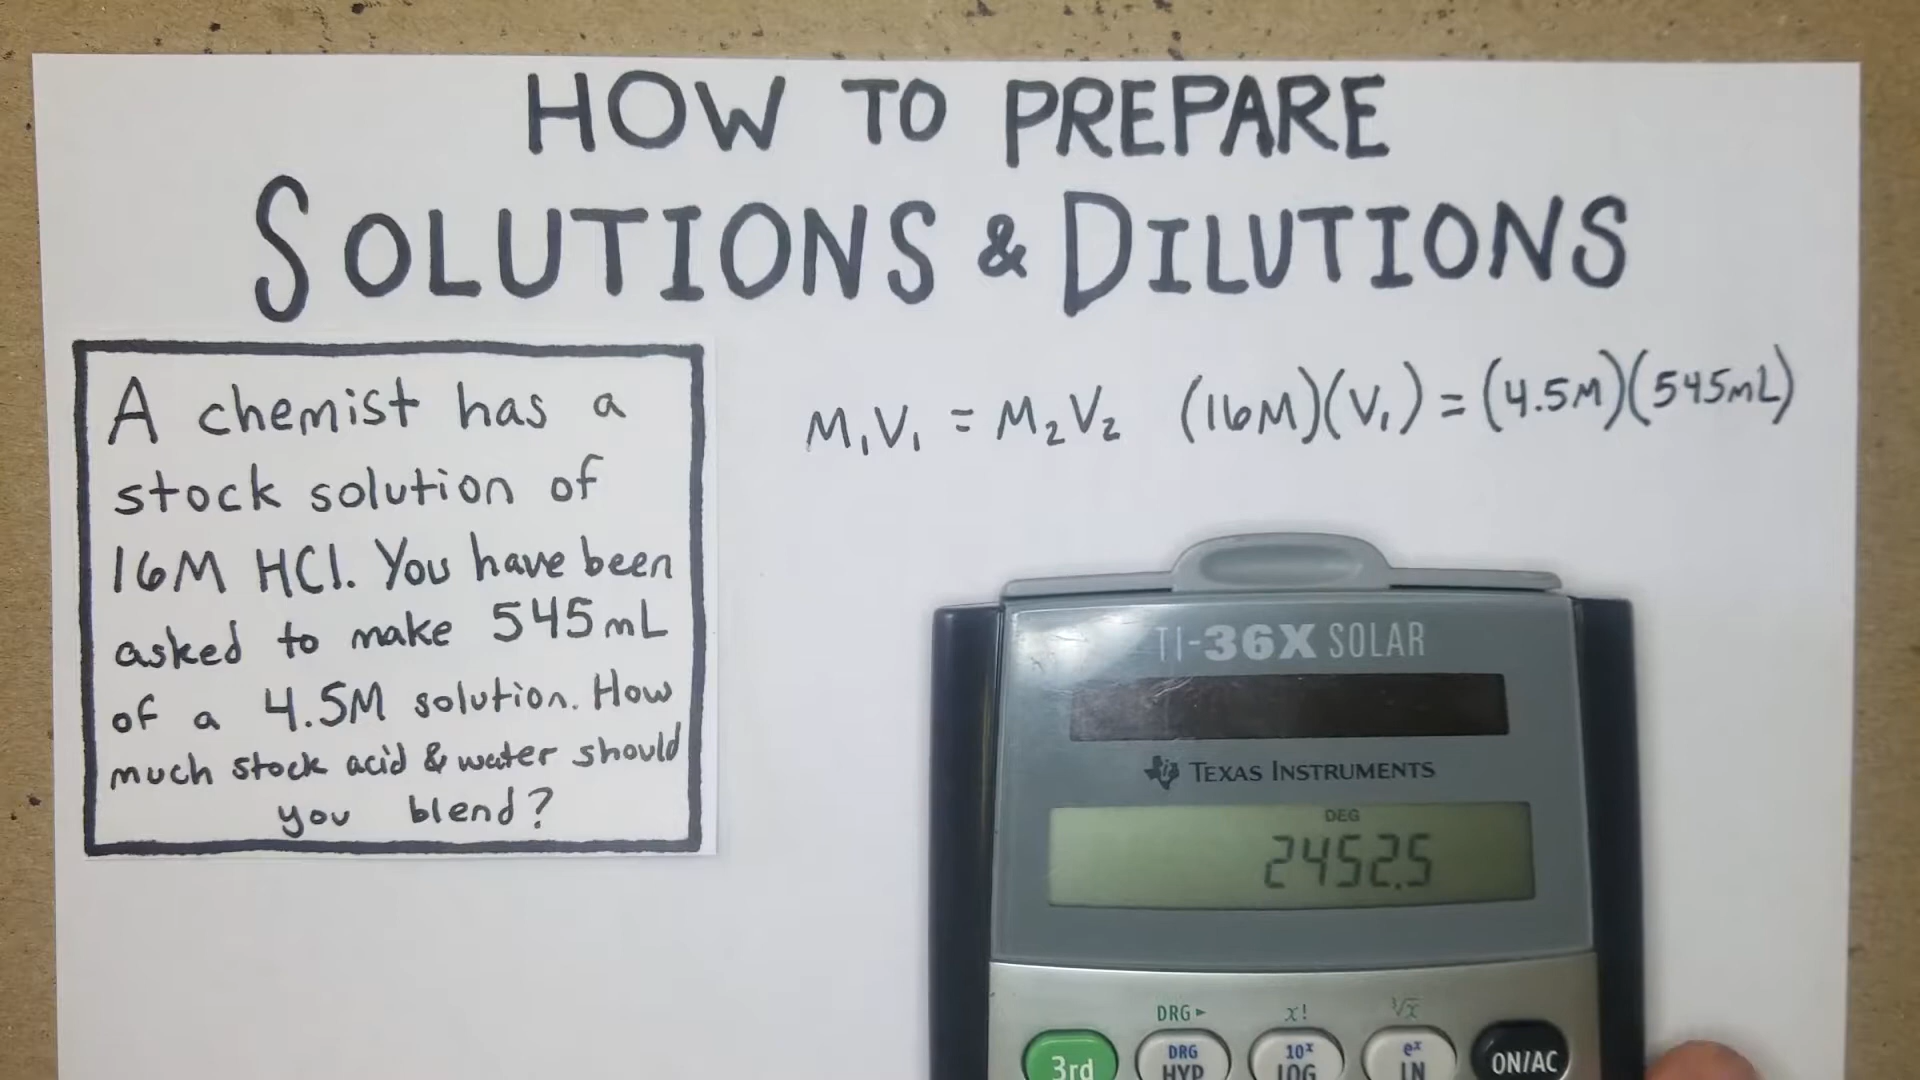 HOW TO PREPARE
SOLUTIONS & DILUTIONS
A chemist has a
stock solution of
16M HCl. You have been
asked to make 545mL
of a 4.5M solution. How
much stock acid & water should
you blend?
M₁V₁ = M₂V₂ (16M)(V₁) = (4.5M)(545mL)
TI-36X SOLAR
TEXAS INSTRUMENTS
DEG
2452.5
DRG► x! ³√x
3rd DRG 10ˣ eˣ ON/AC
HYP LOG LN